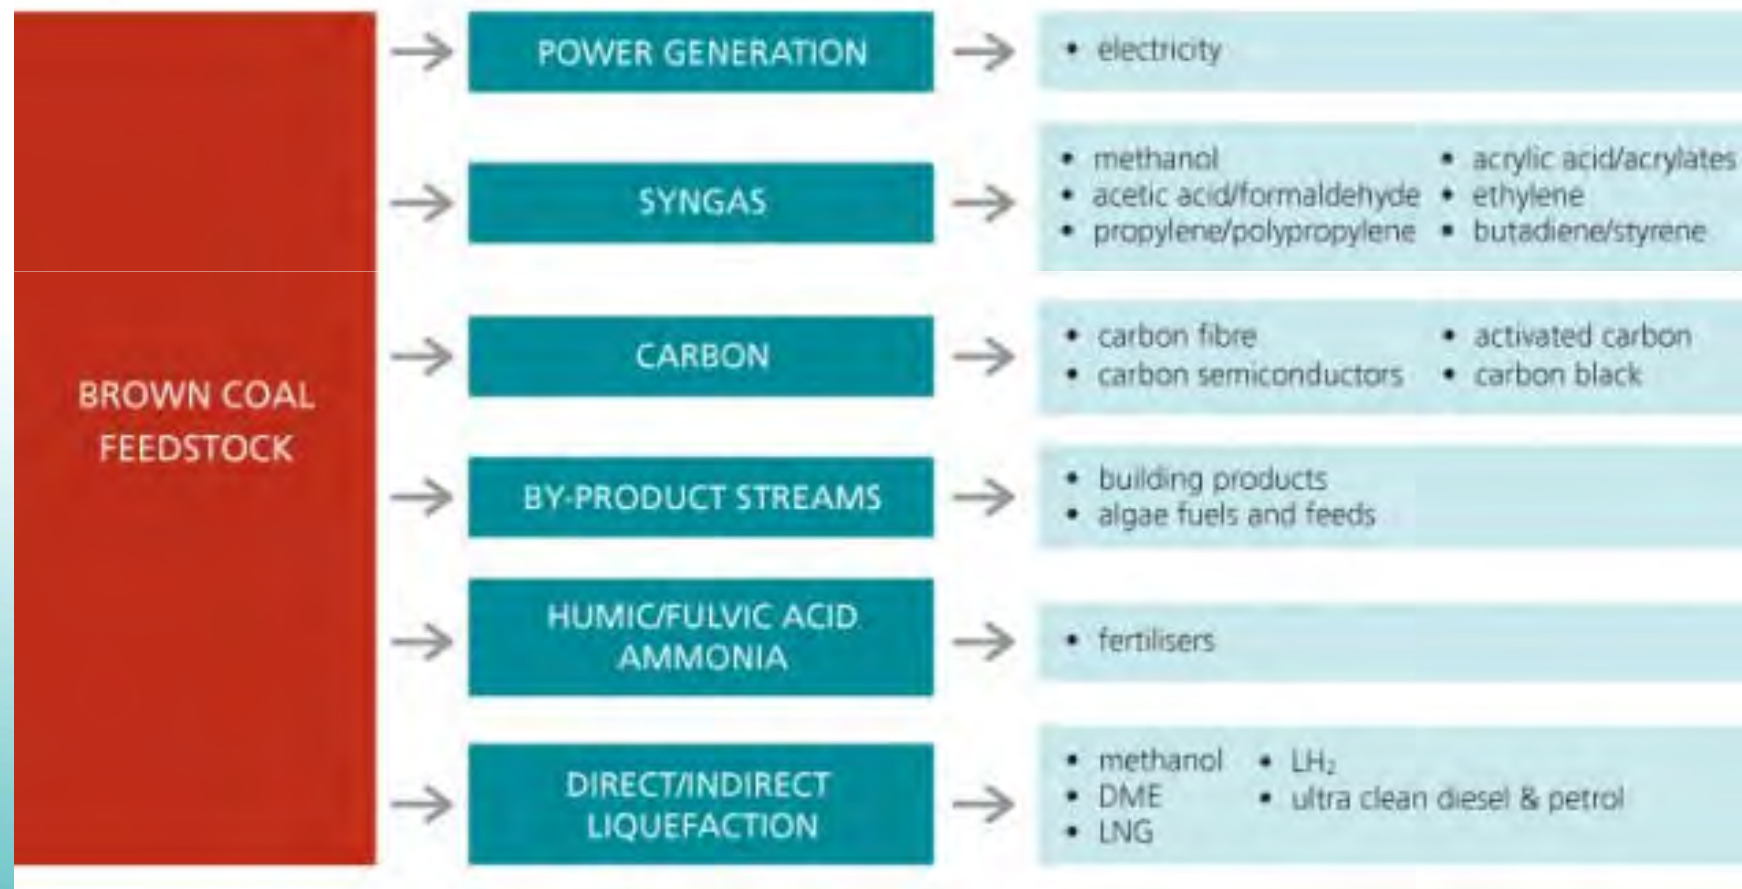 BROWN COAL
FEEDSTOCK
POWER GENERATION
• electricity
SYNGAS
• methanol
• acetic acid/formaldehyde
• propylene/polypropylene
• acrylic acid/acrylates
• ethylene
• butadiene/styrene
CARBON
• carbon fibre
• carbon semiconductors
• activated carbon
• carbon black
BY-PRODUCT STREAMS
• building products
• algae fuels and feeds
HUMIC/FULVIC ACID
AMMONIA
• fertilisers
DIRECT/INDIRECT
LIQUEFACTION
• methanol
• DME
• LNG
• LH₂
• ultra clean diesel & petrol